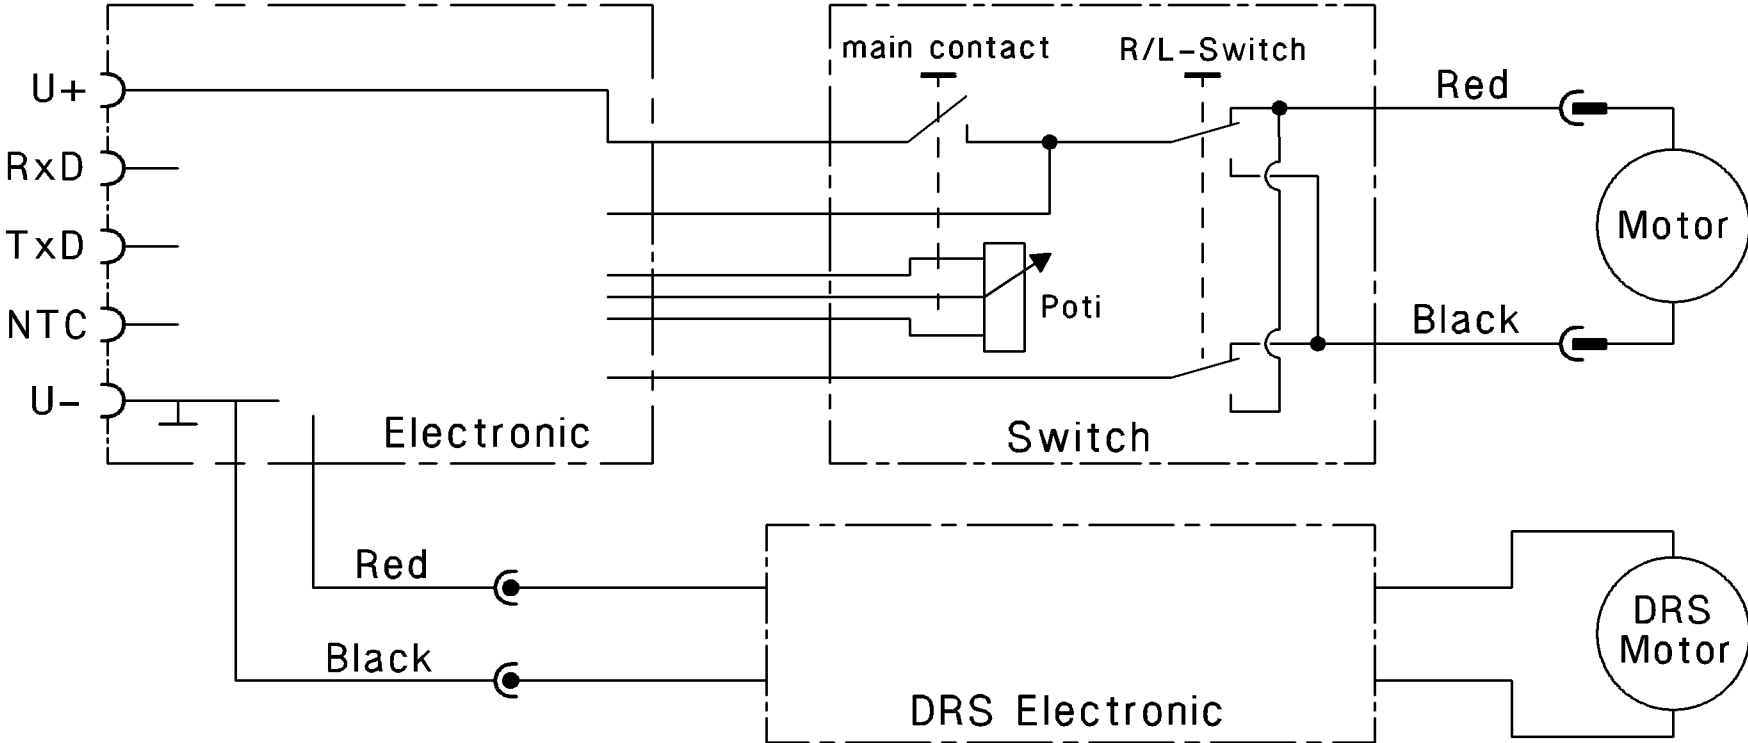 main contact
R/L-Switch
U+
Red
RxD
Motor
TxD
NTC
Poti
Black
U-
Electronic
Switch
Red
DRS
Motor
Black
DRS Electronic